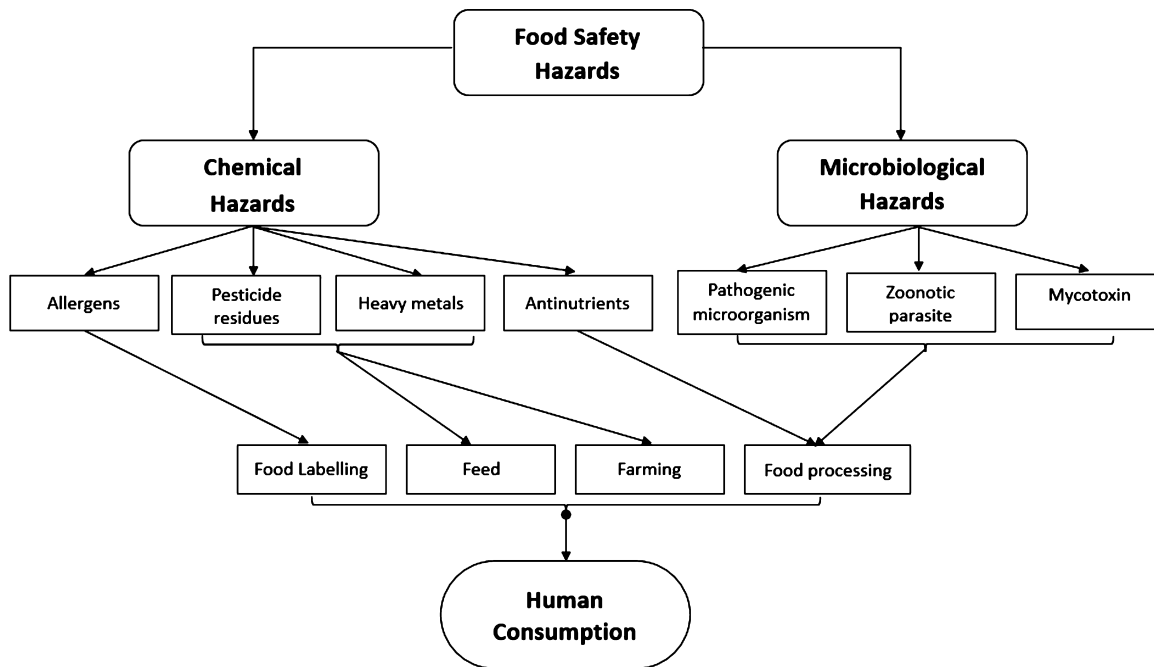 Food Safety
Hazards
Chemical
Hazards
Microbiological
Hazards
Allergens
Pesticide
residues
Heavy metals
Antinutrients
Pathogenic
microorganism
Zoonotic
parasite
Mycotoxin
Food Labelling
Feed
Farming
Food processing
Human
Consumption